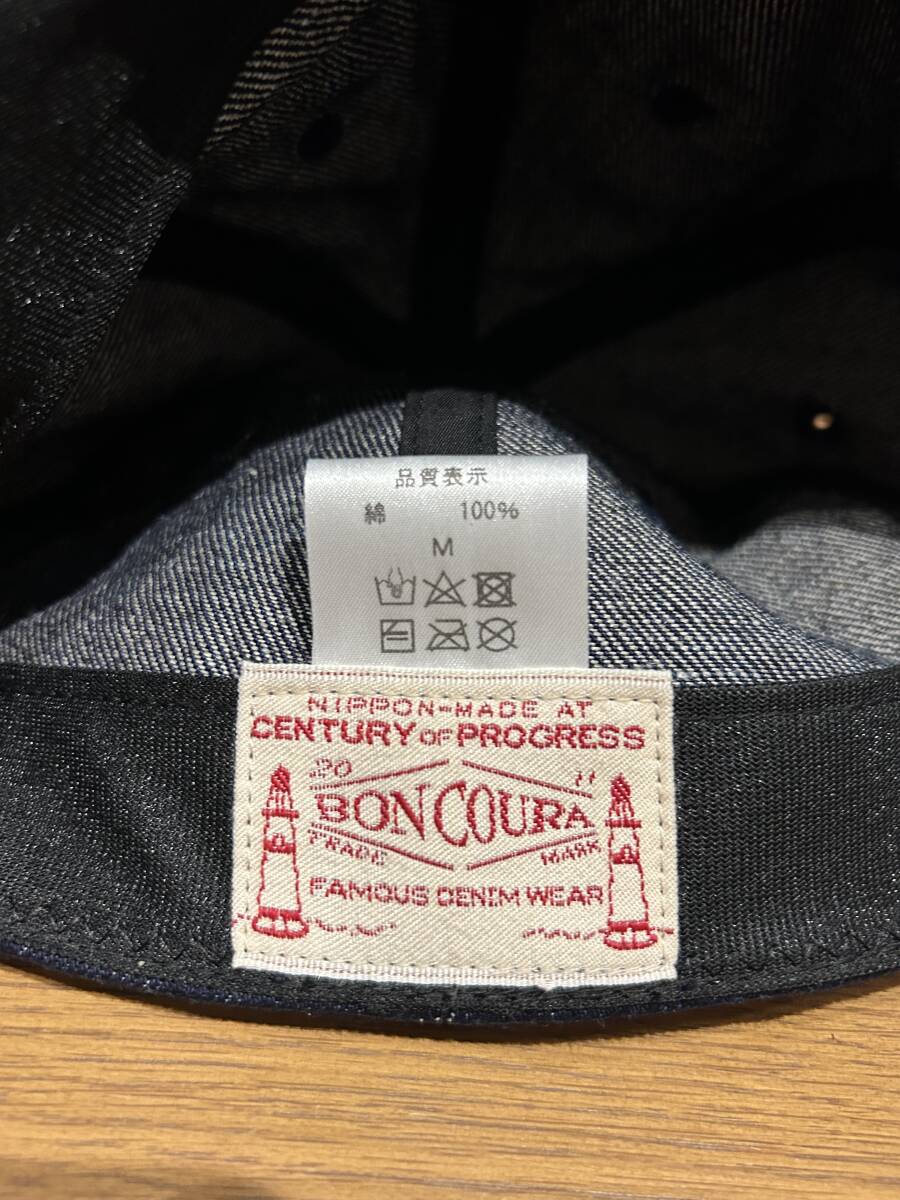 品質表示
綿 100%
M
NIPPON-MADE AT
CENTURY OF PROGRESS
20 11
BONCOURA
TRADE MARK
FAMOUS DENIM WEAR